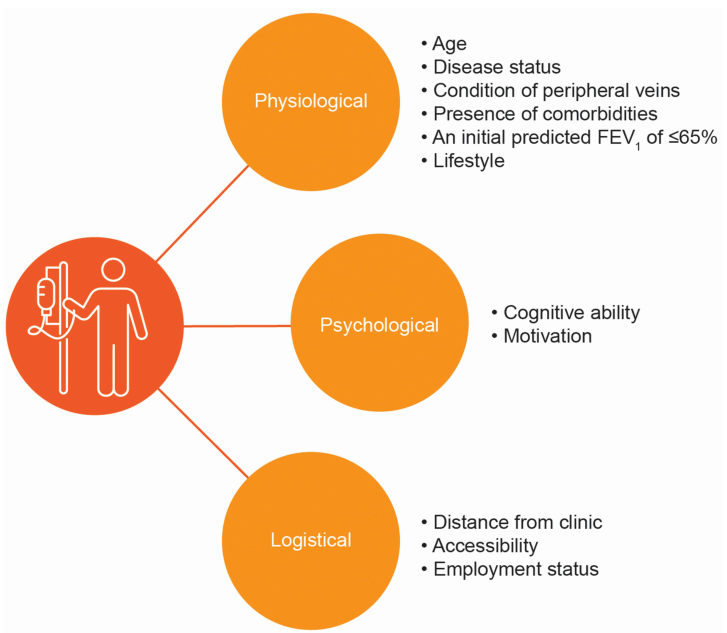 Physiological
• Age
• Disease status
• Condition of peripheral veins
• Presence of comorbidities
• An initial predicted FEV₁ of ≤65%
• Lifestyle
Psychological
• Cognitive ability
• Motivation
Logistical
• Distance from clinic
• Accessibility
• Employment status